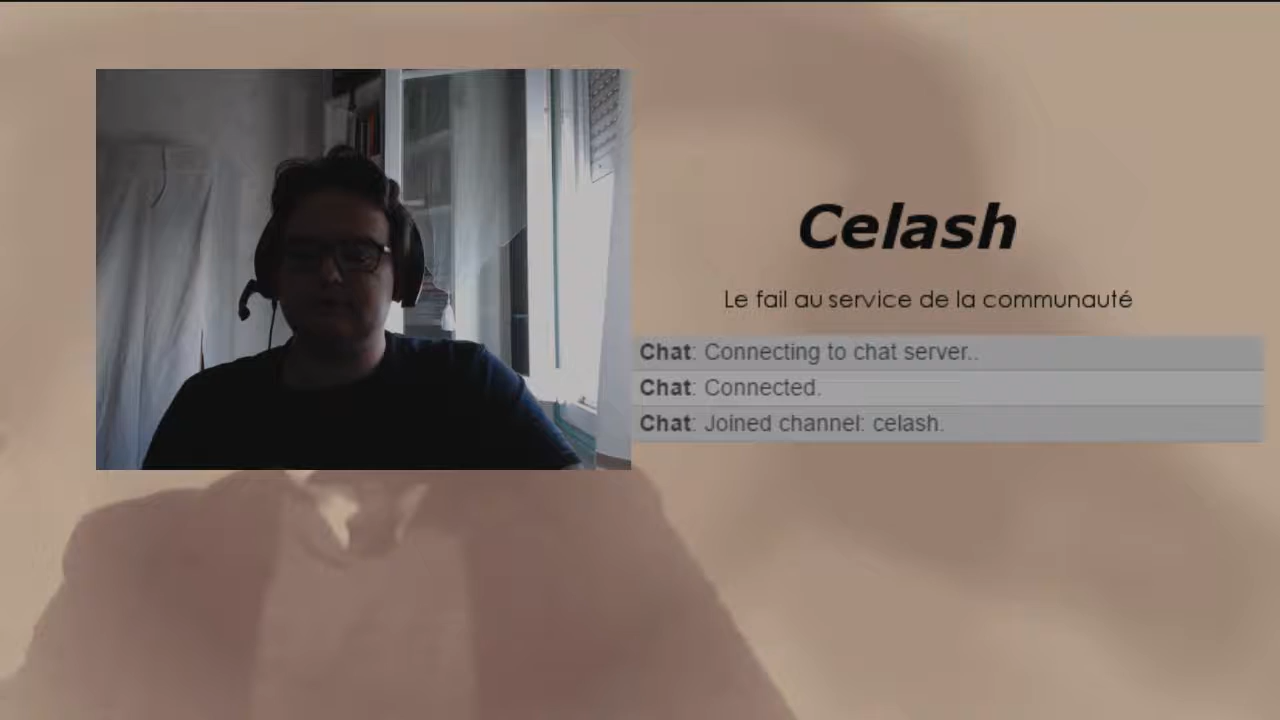 Celash
Le fail au service de la communauté
Chat: Connecting to chat server..
Chat: Connected.
Chat: Joined channel: celash.